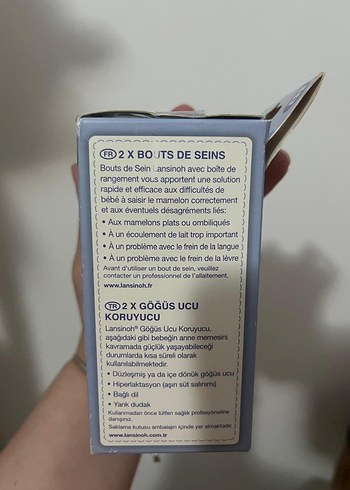 FR 2 X BOUTS DE SEINS
Bouts de Sein Lansinoh avec boîte de
rangement vous apportent une solution
rapide et efficace aux difficultés de
bébé à saisir le mamelon correctement
et aux éventuels désagréments liés:
• Aux mamelons plats ou ombiliqués
• À un écoulement de lait trop important
• À un problème avec le frein de la langue
• À un problème avec le frein de la lèvre
Avant d'utiliser un bout de sein, veuillez
contacter un professionnel de l'allaitement.
www.lansinoh.fr
TR 2 X GÖĞÜS UCU
KORUYUCU
Lansinoh® Göğüs Ucu Koruyucu,
aşağıdaki gibi bebeğin anne memesini
kavramada güçlük yaşayabileceği
durumlarda kısa süreli olarak
kullanılabilmektedir.
• Düzleşmiş ya da içe dönük göğüs ucu
• Hiperlaktasyon (aşırı süt salınımı)
• Bağlı dil
• Yarık dudak
Kullanmadan önce lütfen sağlık profesyoneline
danışınız.
Saklama kutusu ambalajın içinde yer almaktadır.
www.lansinoh.com.tr